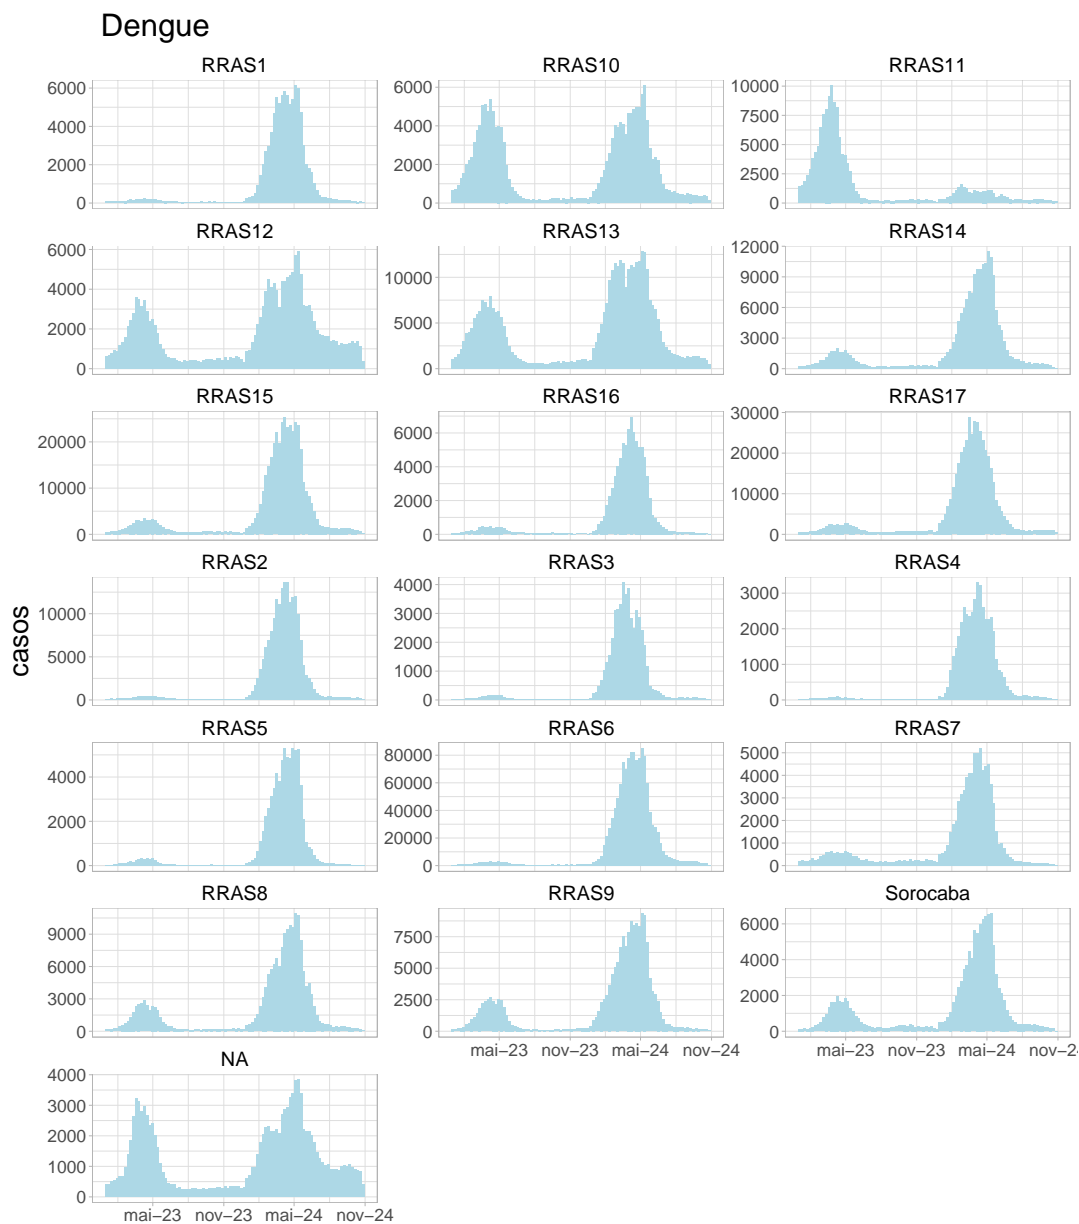 Dengue
RRAS1 RRAS10 RRAS11
6000 6000 10000
4000 4000 7500
2000 2000 5000
0 0 2500
0
RRAS12 RRAS13 RRAS14
6000 10000 12000
4000 5000 9000
2000 0 6000
0 3000
0
RRAS15 RRAS16 RRAS17
20000 6000 30000
10000 4000 20000
0 2000 10000
0 0
RRAS2 RRAS3 RRAS4
10000 4000 3000
5000 3000 2000
0 2000 1000
1000 0
0
casos
RRAS5 RRAS6 RRAS7
4000 80000 5000
2000 60000 4000
0 40000 3000
20000 2000
0 1000
0
RRAS8 RRAS9 Sorocaba
9000 7500 6000
6000 5000 4000
3000 2500 2000
0 0 0
mai–23 nov–23 mai–24 nov–24 mai–23 nov–23 mai–24 nov–24
NA
4000
3000
2000
1000
0
mai–23 nov–23 mai–24 nov–24